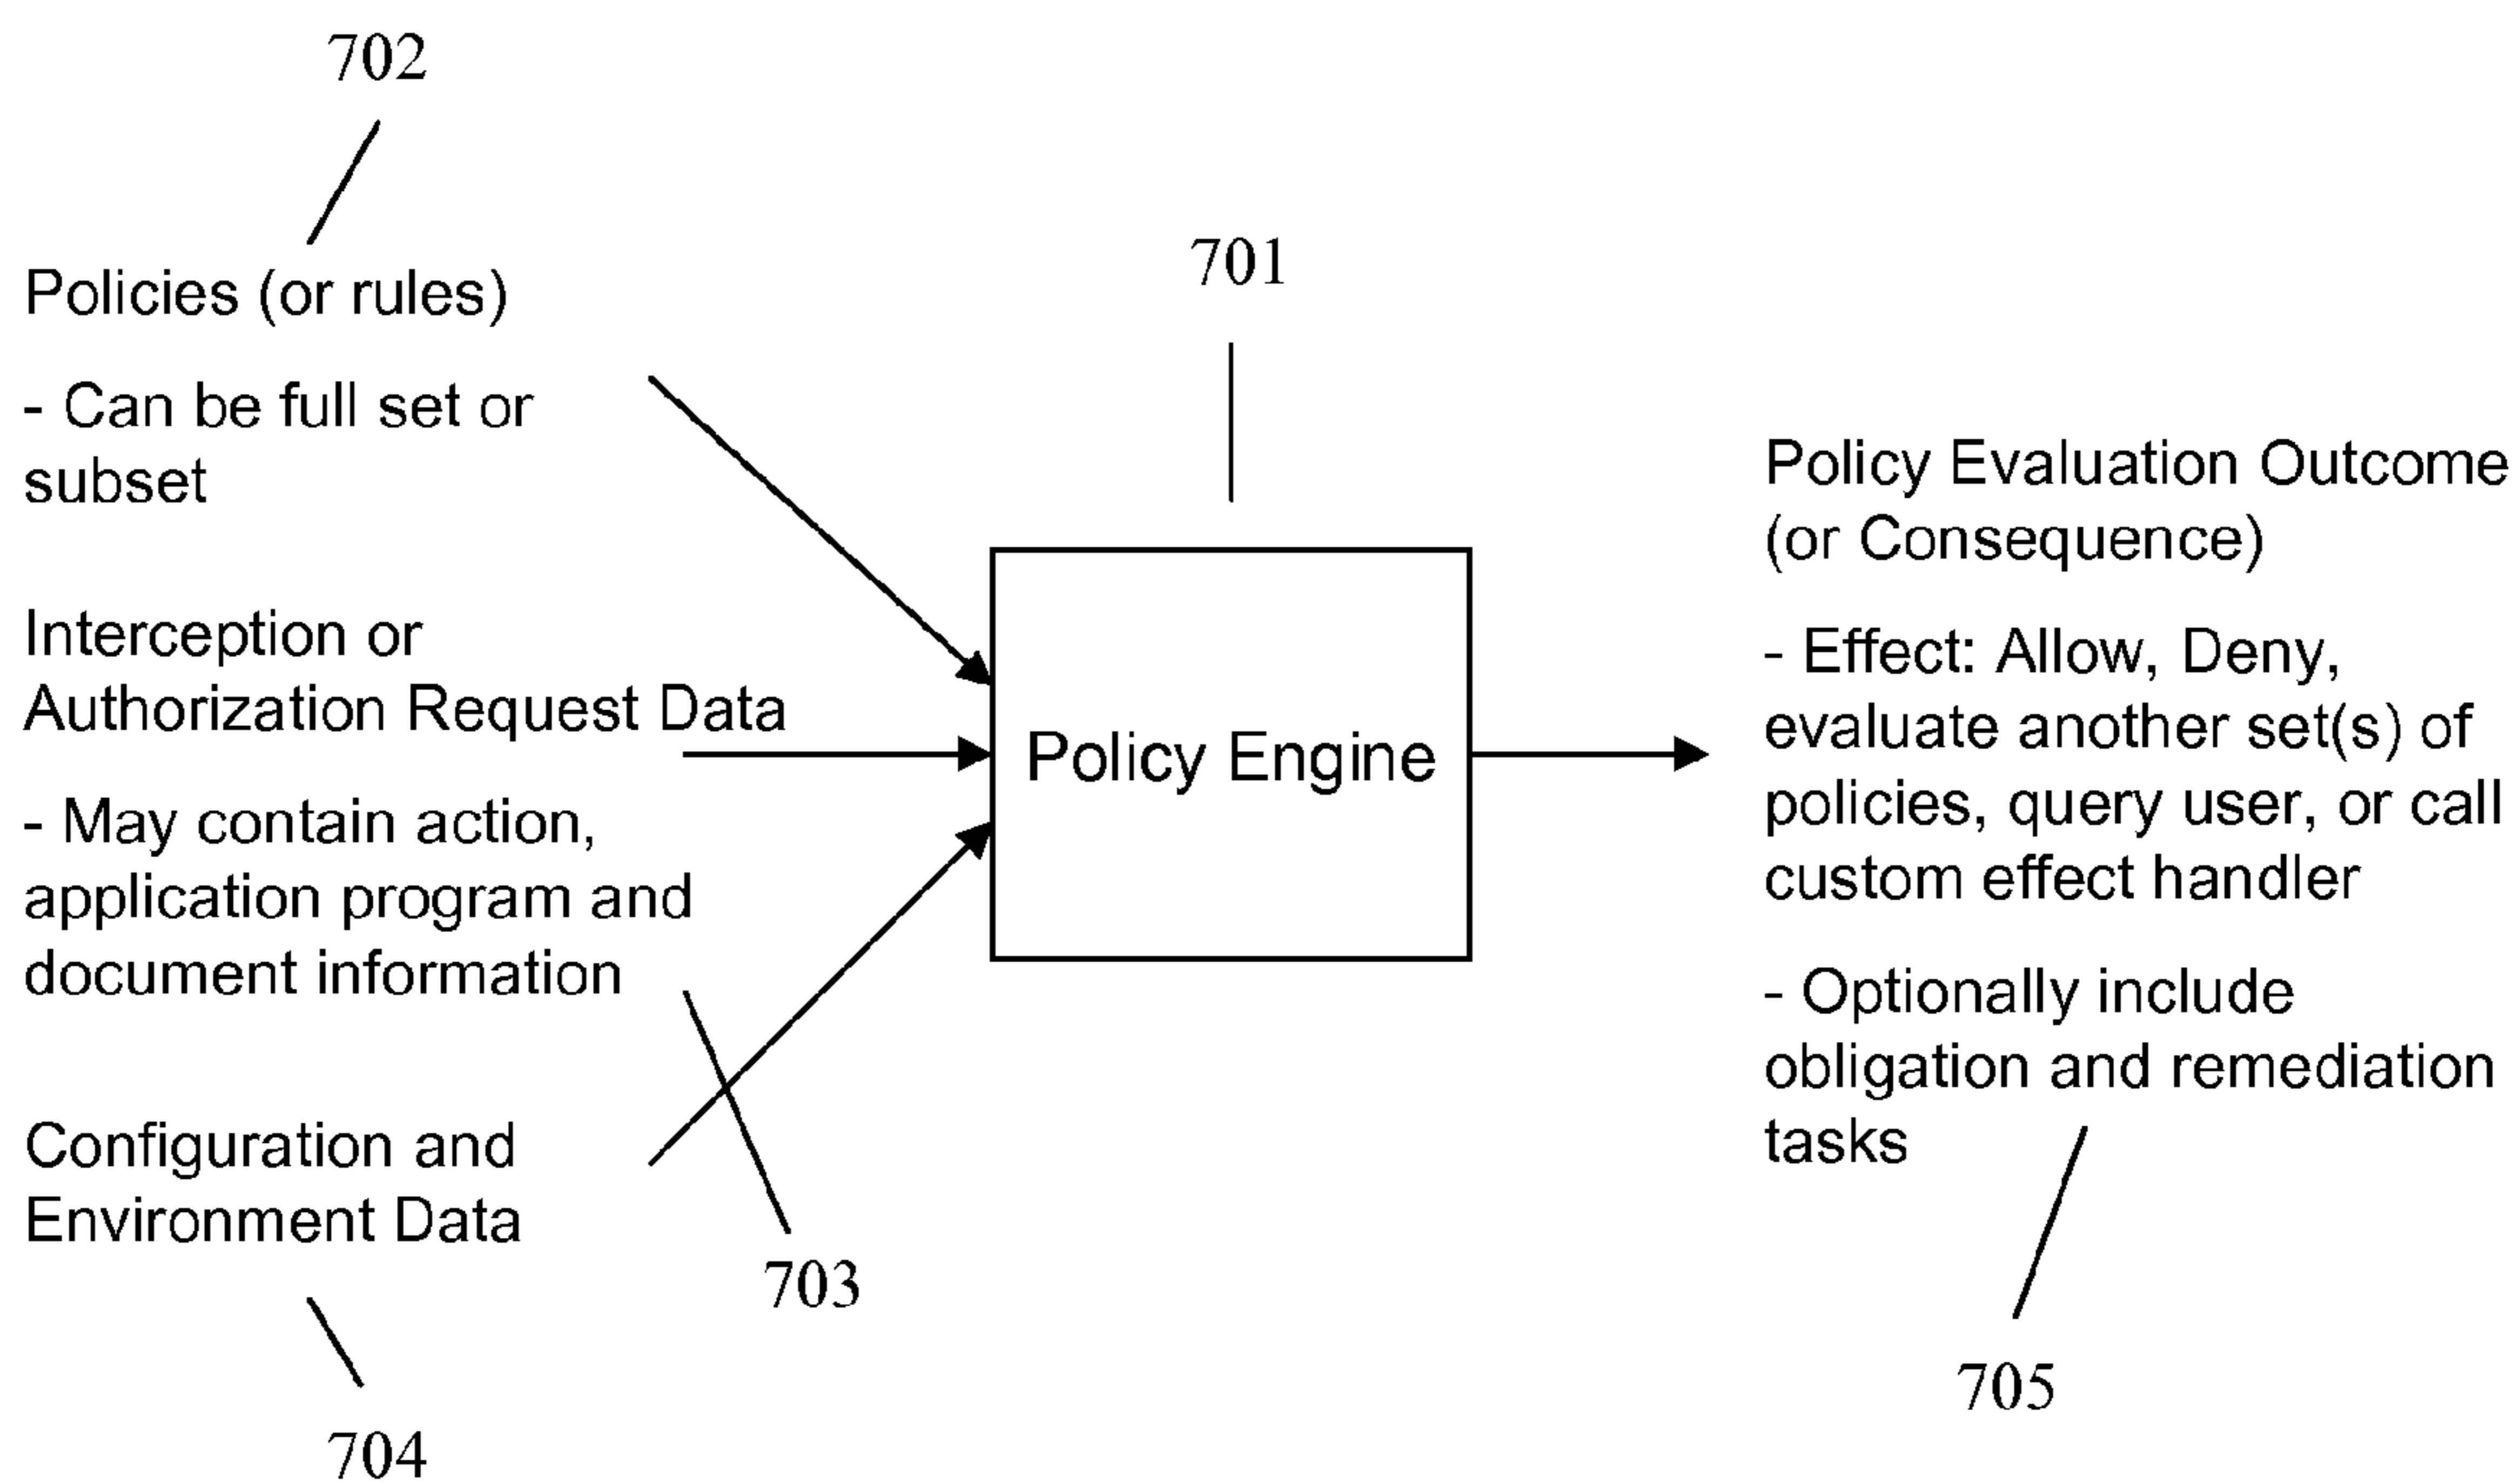 702
Policies (or rules)
- Can be full set or
subset
Interception or
Authorization Request Data
- May contain action,
application program and
document information
703
Configuration and
Environment Data
704
701
Policy Engine
Policy Evaluation Outcome
(or Consequence)
- Effect: Allow, Deny,
evaluate another set(s) of
policies, query user, or call
custom effect handler
- Optionally include
obligation and remediation
tasks
705